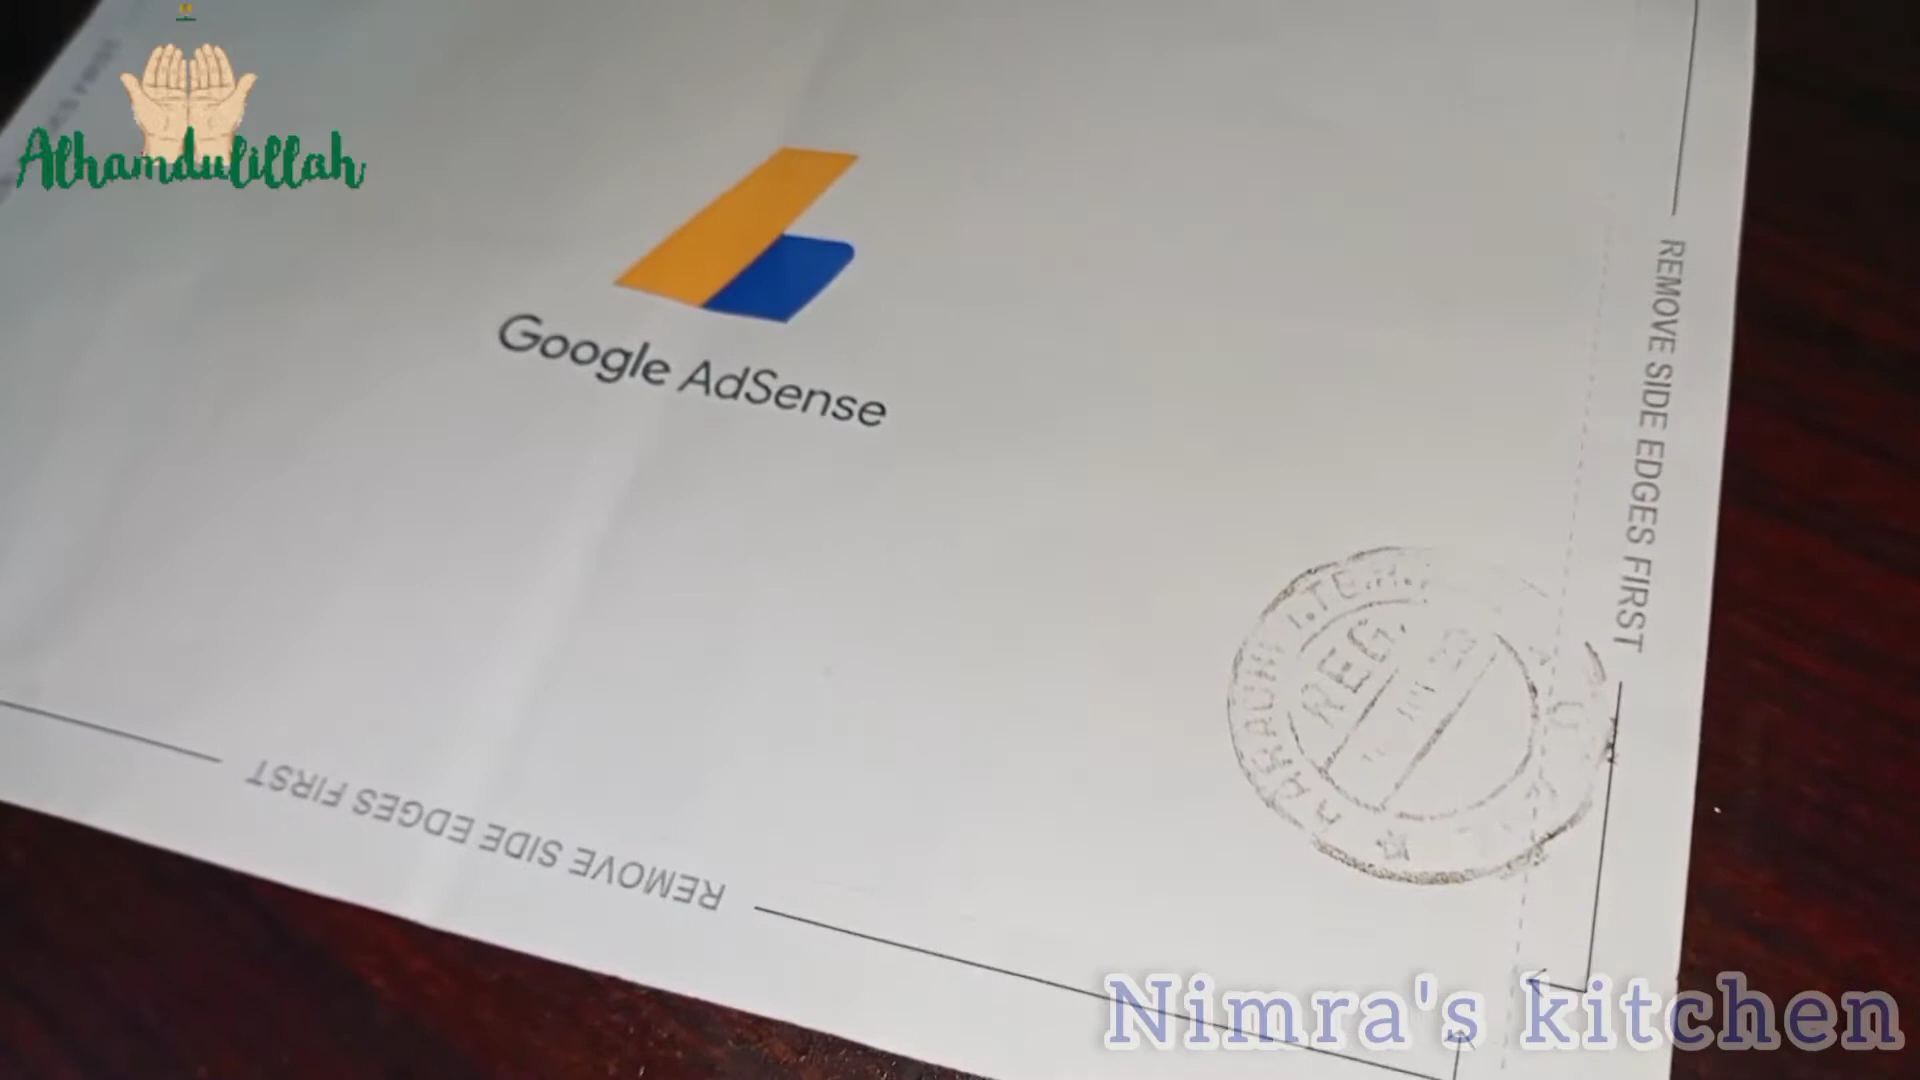 Alhamdulillah
Google AdSense
REMOVE SIDE EDGES FIRST
REMOVE SIDE EDGES FIRST
REG.
Nimra's kitchen